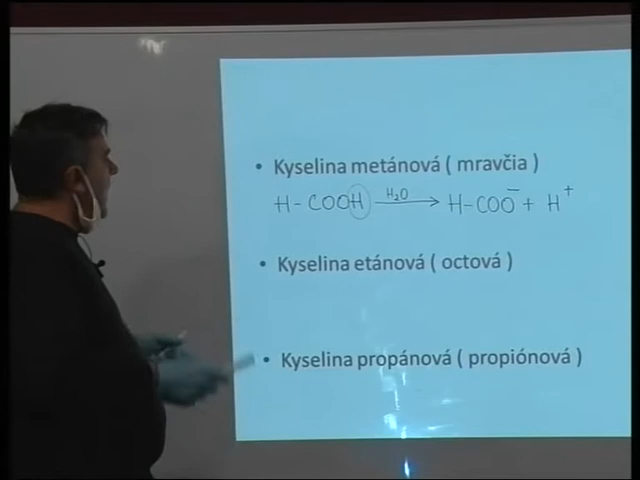 • Kyselina metánová ( mravčia )
H - COOH —H₂O→ H - COO⁻ + H⁺
• Kyselina etánová ( octová )
• Kyselina propánová ( propiónová )